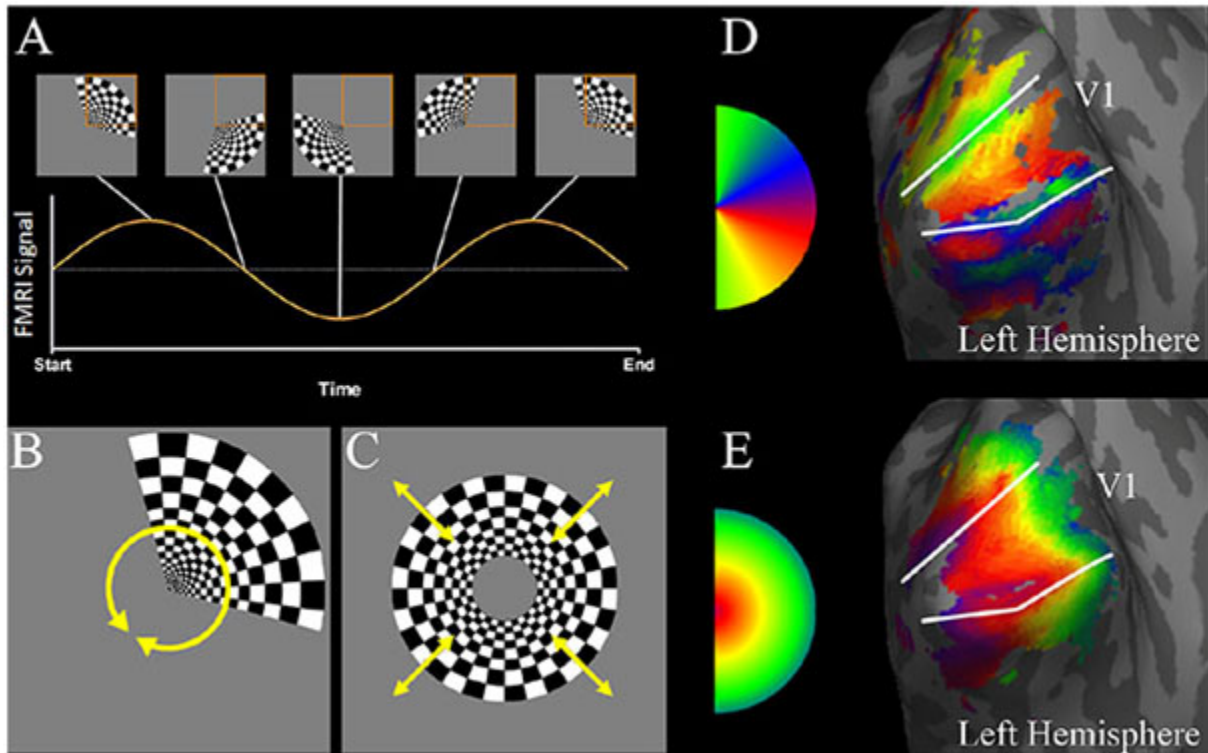 A
FMRI Signal
Start
End
Time
B
C
D
V1
Left Hemisphere
E
V1
Left Hemisphere